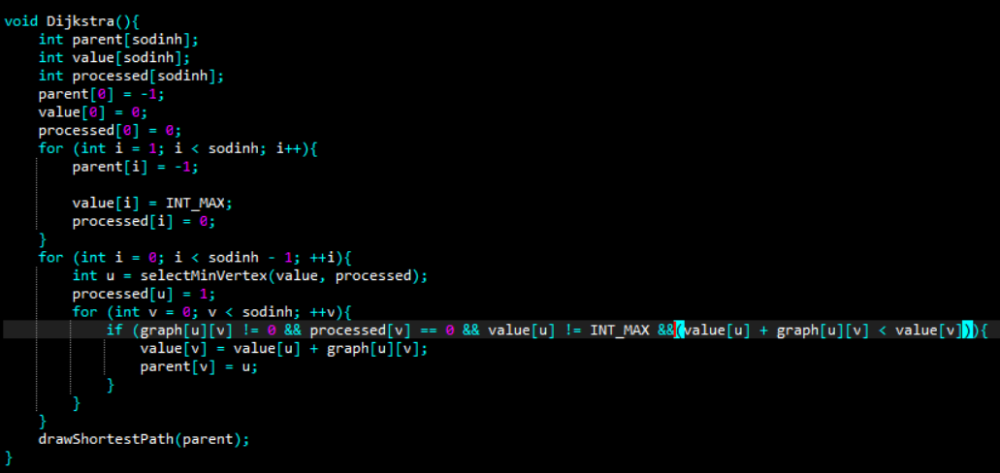 void Dijkstra(){
    int parent[sodinh];
    int value[sodinh];
    int processed[sodinh];
    parent[0] = -1;
    value[0] = 0;
    processed[0] = 0;
    for (int i = 1; i < sodinh; i++){
        parent[i] = -1;

        value[i] = INT_MAX;
        processed[i] = 0;
    }
    for (int i = 0; i < sodinh - 1; ++i){
        int u = selectMinVertex(value, processed);
        processed[u] = 1;
        for (int v = 0; v < sodinh; ++v){
            if (graph[u][v] != 0 && processed[v] == 0 && value[u] != INT_MAX &&(value[u] + graph[u][v] < value[v])){
                value[v] = value[u] + graph[u][v];
                parent[v] = u;
            }
        }
    }
    drawShortestPath(parent);
}